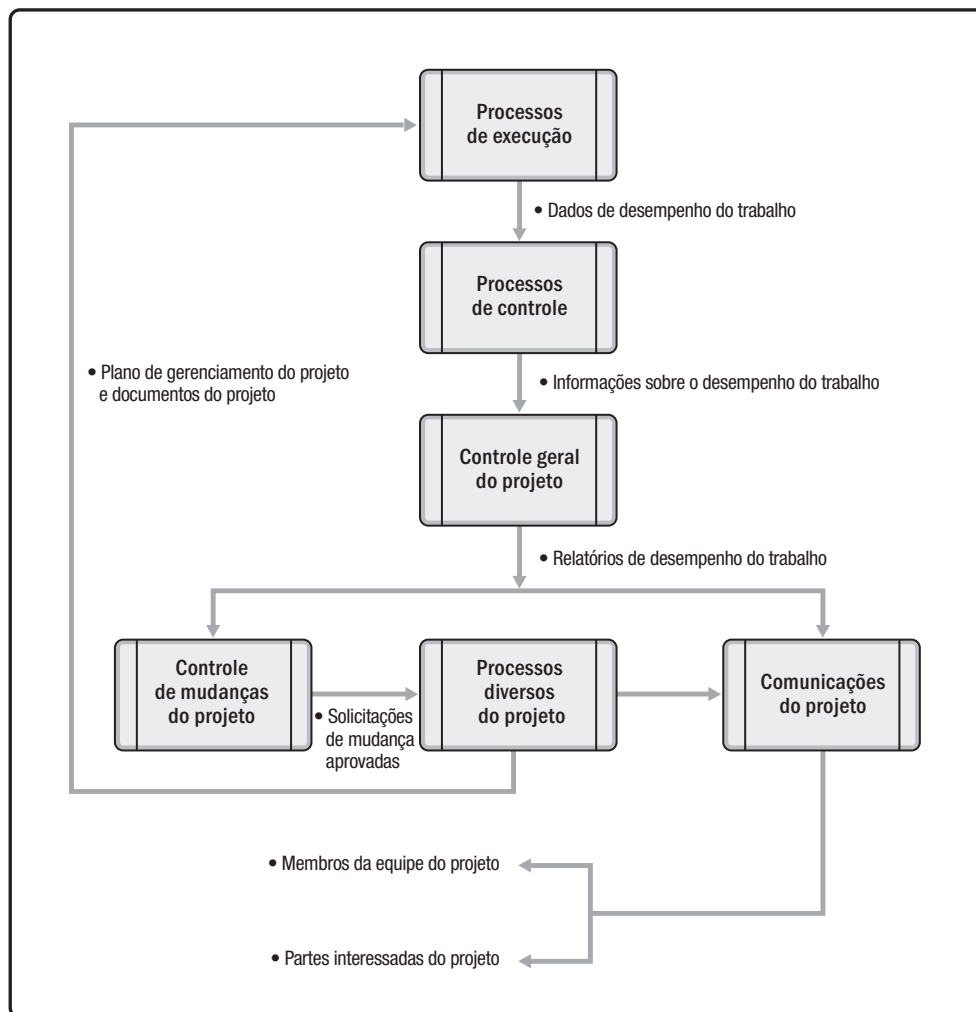 Processos
de execução
• Dados de desempenho do trabalho
Processos
de controle
• Plano de gerenciamento do projeto
e documentos do projeto
• Informações sobre o desempenho do trabalho
Controle geral
do projeto
• Relatórios de desempenho do trabalho
Controle
de mudanças
do projeto
• Solicitações
de mudança
aprovadas
Processos
diversos
do projeto
Comunicações
do projeto
• Membros da equipe do projeto
• Partes interessadas do projeto